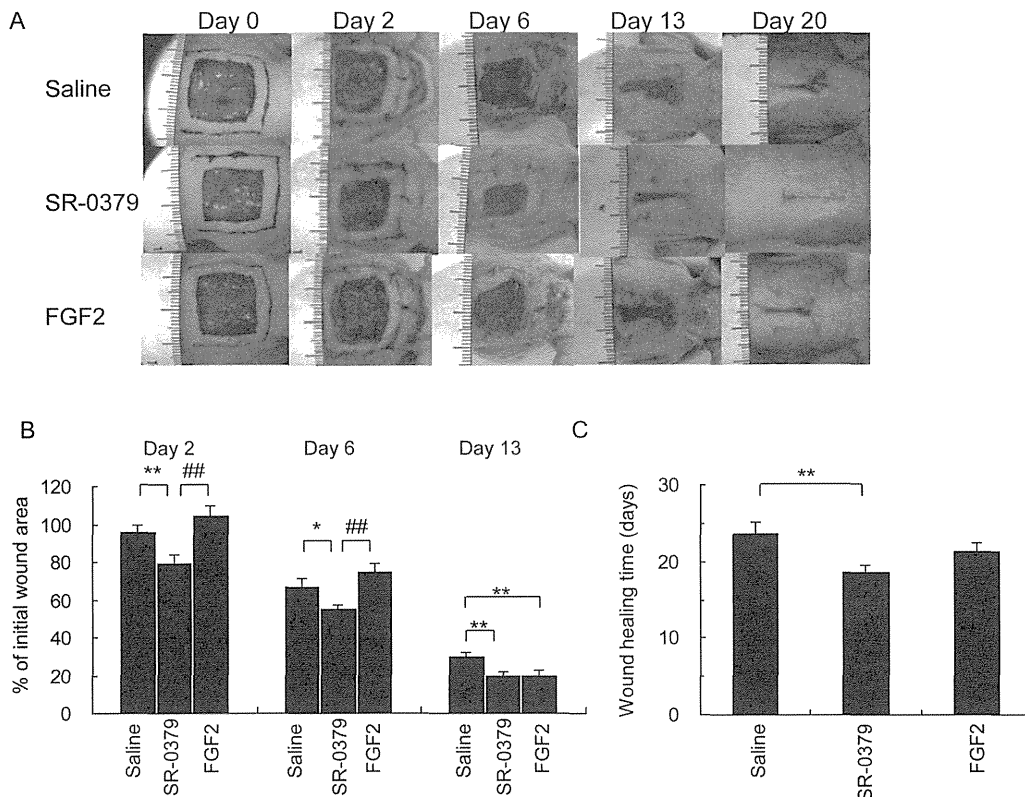 A
Day 0 Day 2 Day 6 Day 13 Day 20
Saline
SR-0379
FGF2
B
Day 2 Day 6 Day 13
** ## * ## ** **
% of initial wound area
120
100
80
60
40
20
0
Saline SR-0379 FGF2 Saline SR-0379 FGF2 Saline SR-0379 FGF2
C
**
Wound healing time (days)
30
20
10
0
Saline SR-0379 FGF2